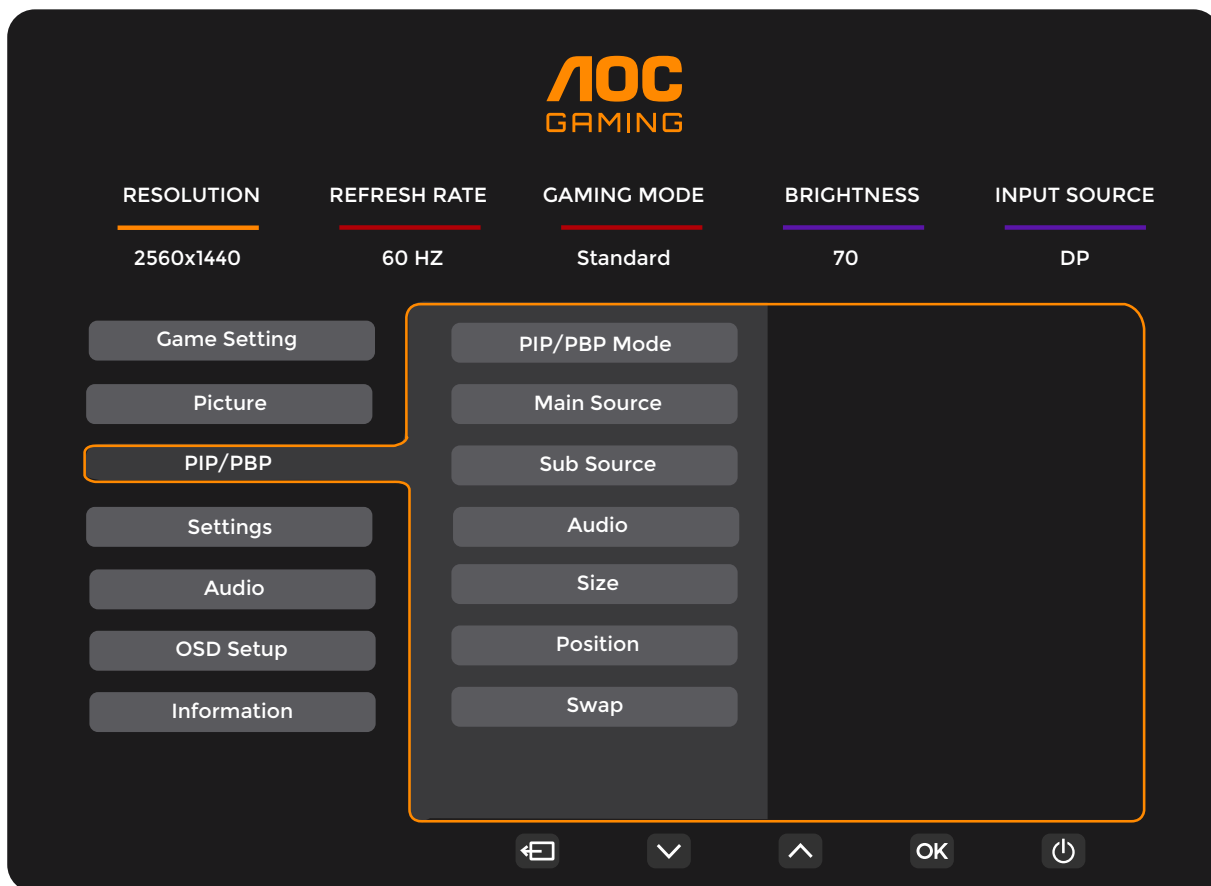 AOC
GAMING
RESOLUTION REFRESH RATE GAMING MODE BRIGHTNESS INPUT SOURCE
2560x1440 60 HZ Standard 70 DP
Game Setting
Picture
PIP/PBP
Settings
Audio
OSD Setup
Information
PIP/PBP Mode
Main Source
Sub Source
Audio
Size
Position
Swap
OK